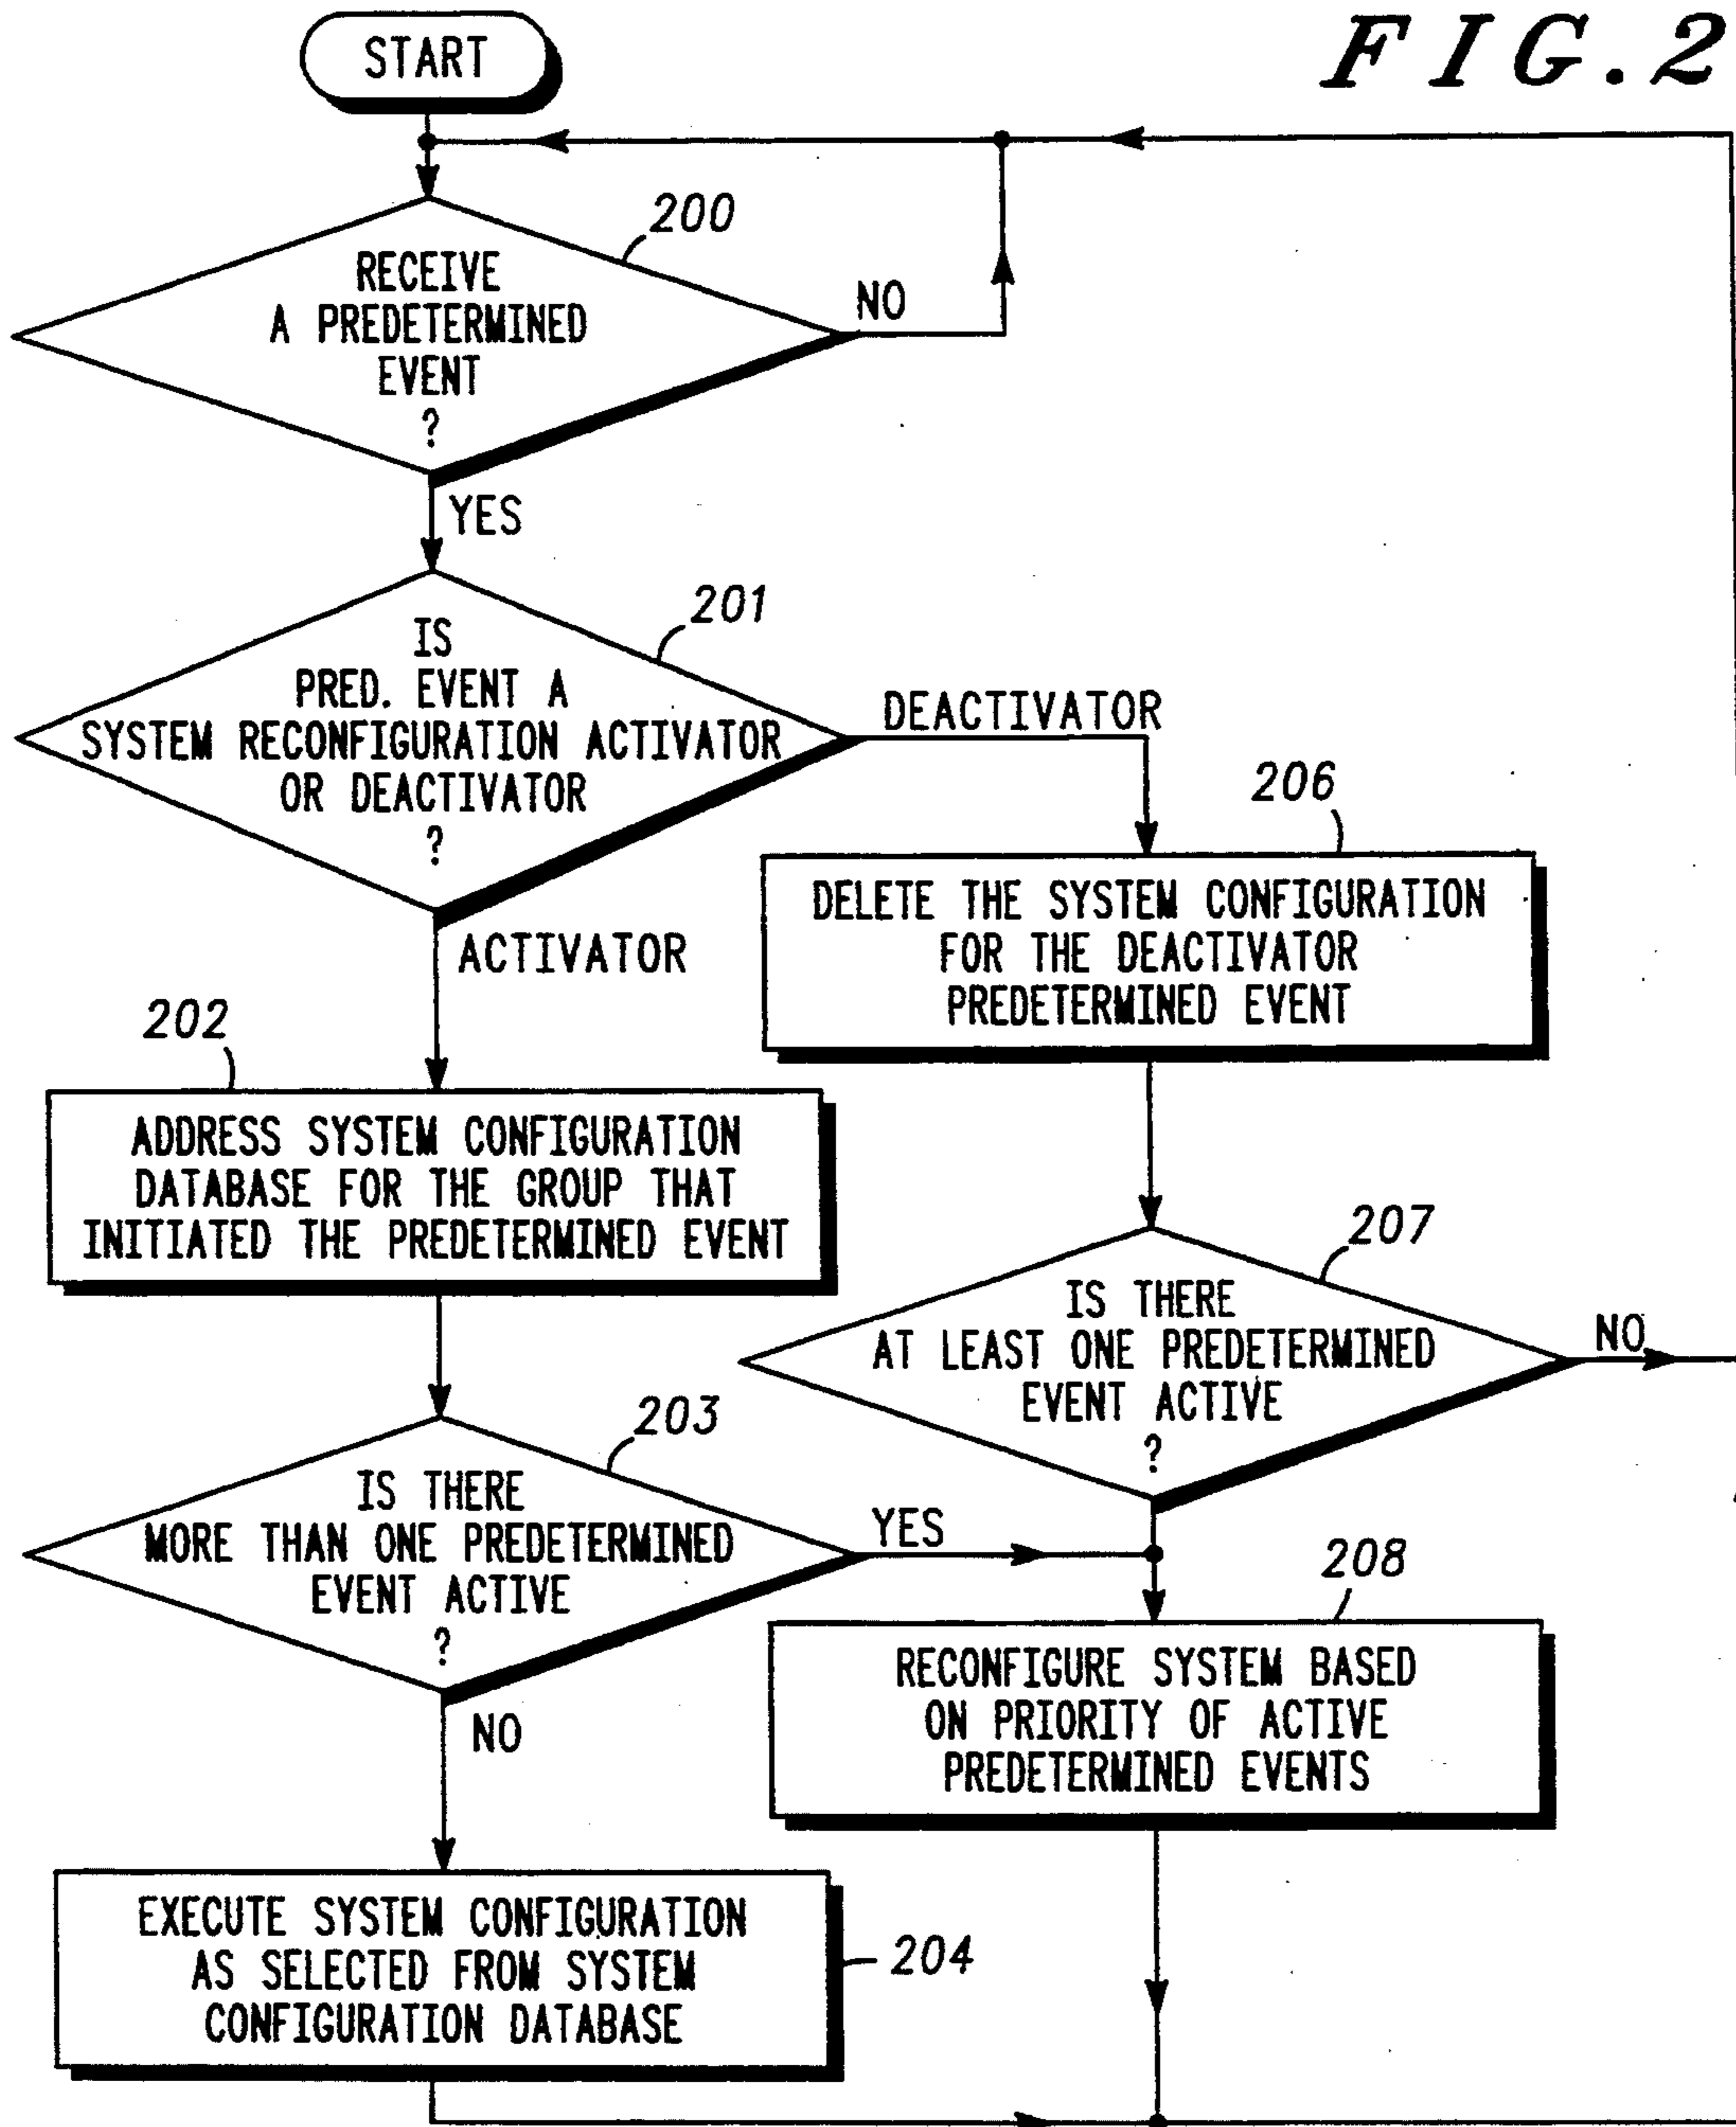 FIG.2
START
200
RECEIVE
A PREDETERMINED
EVENT
?
NO
YES
201
IS
PRED. EVENT A
SYSTEM RECONFIGURATION ACTIVATOR
OR DEACTIVATOR
?
DEACTIVATOR
ACTIVATOR
206
DELETE THE SYSTEM CONFIGURATION
FOR THE DEACTIVATOR
PREDETERMINED EVENT
202
ADDRESS SYSTEM CONFIGURATION
DATABASE FOR THE GROUP THAT
INITIATED THE PREDETERMINED EVENT
207
IS THERE
AT LEAST ONE PREDETERMINED
EVENT ACTIVE
?
NO
203
IS THERE
MORE THAN ONE PREDETERMINED
EVENT ACTIVE
?
YES
NO
208
RECONFIGURE SYSTEM BASED
ON PRIORITY OF ACTIVE
PREDETERMINED EVENTS
EXECUTE SYSTEM CONFIGURATION
AS SELECTED FROM SYSTEM
CONFIGURATION DATABASE
204